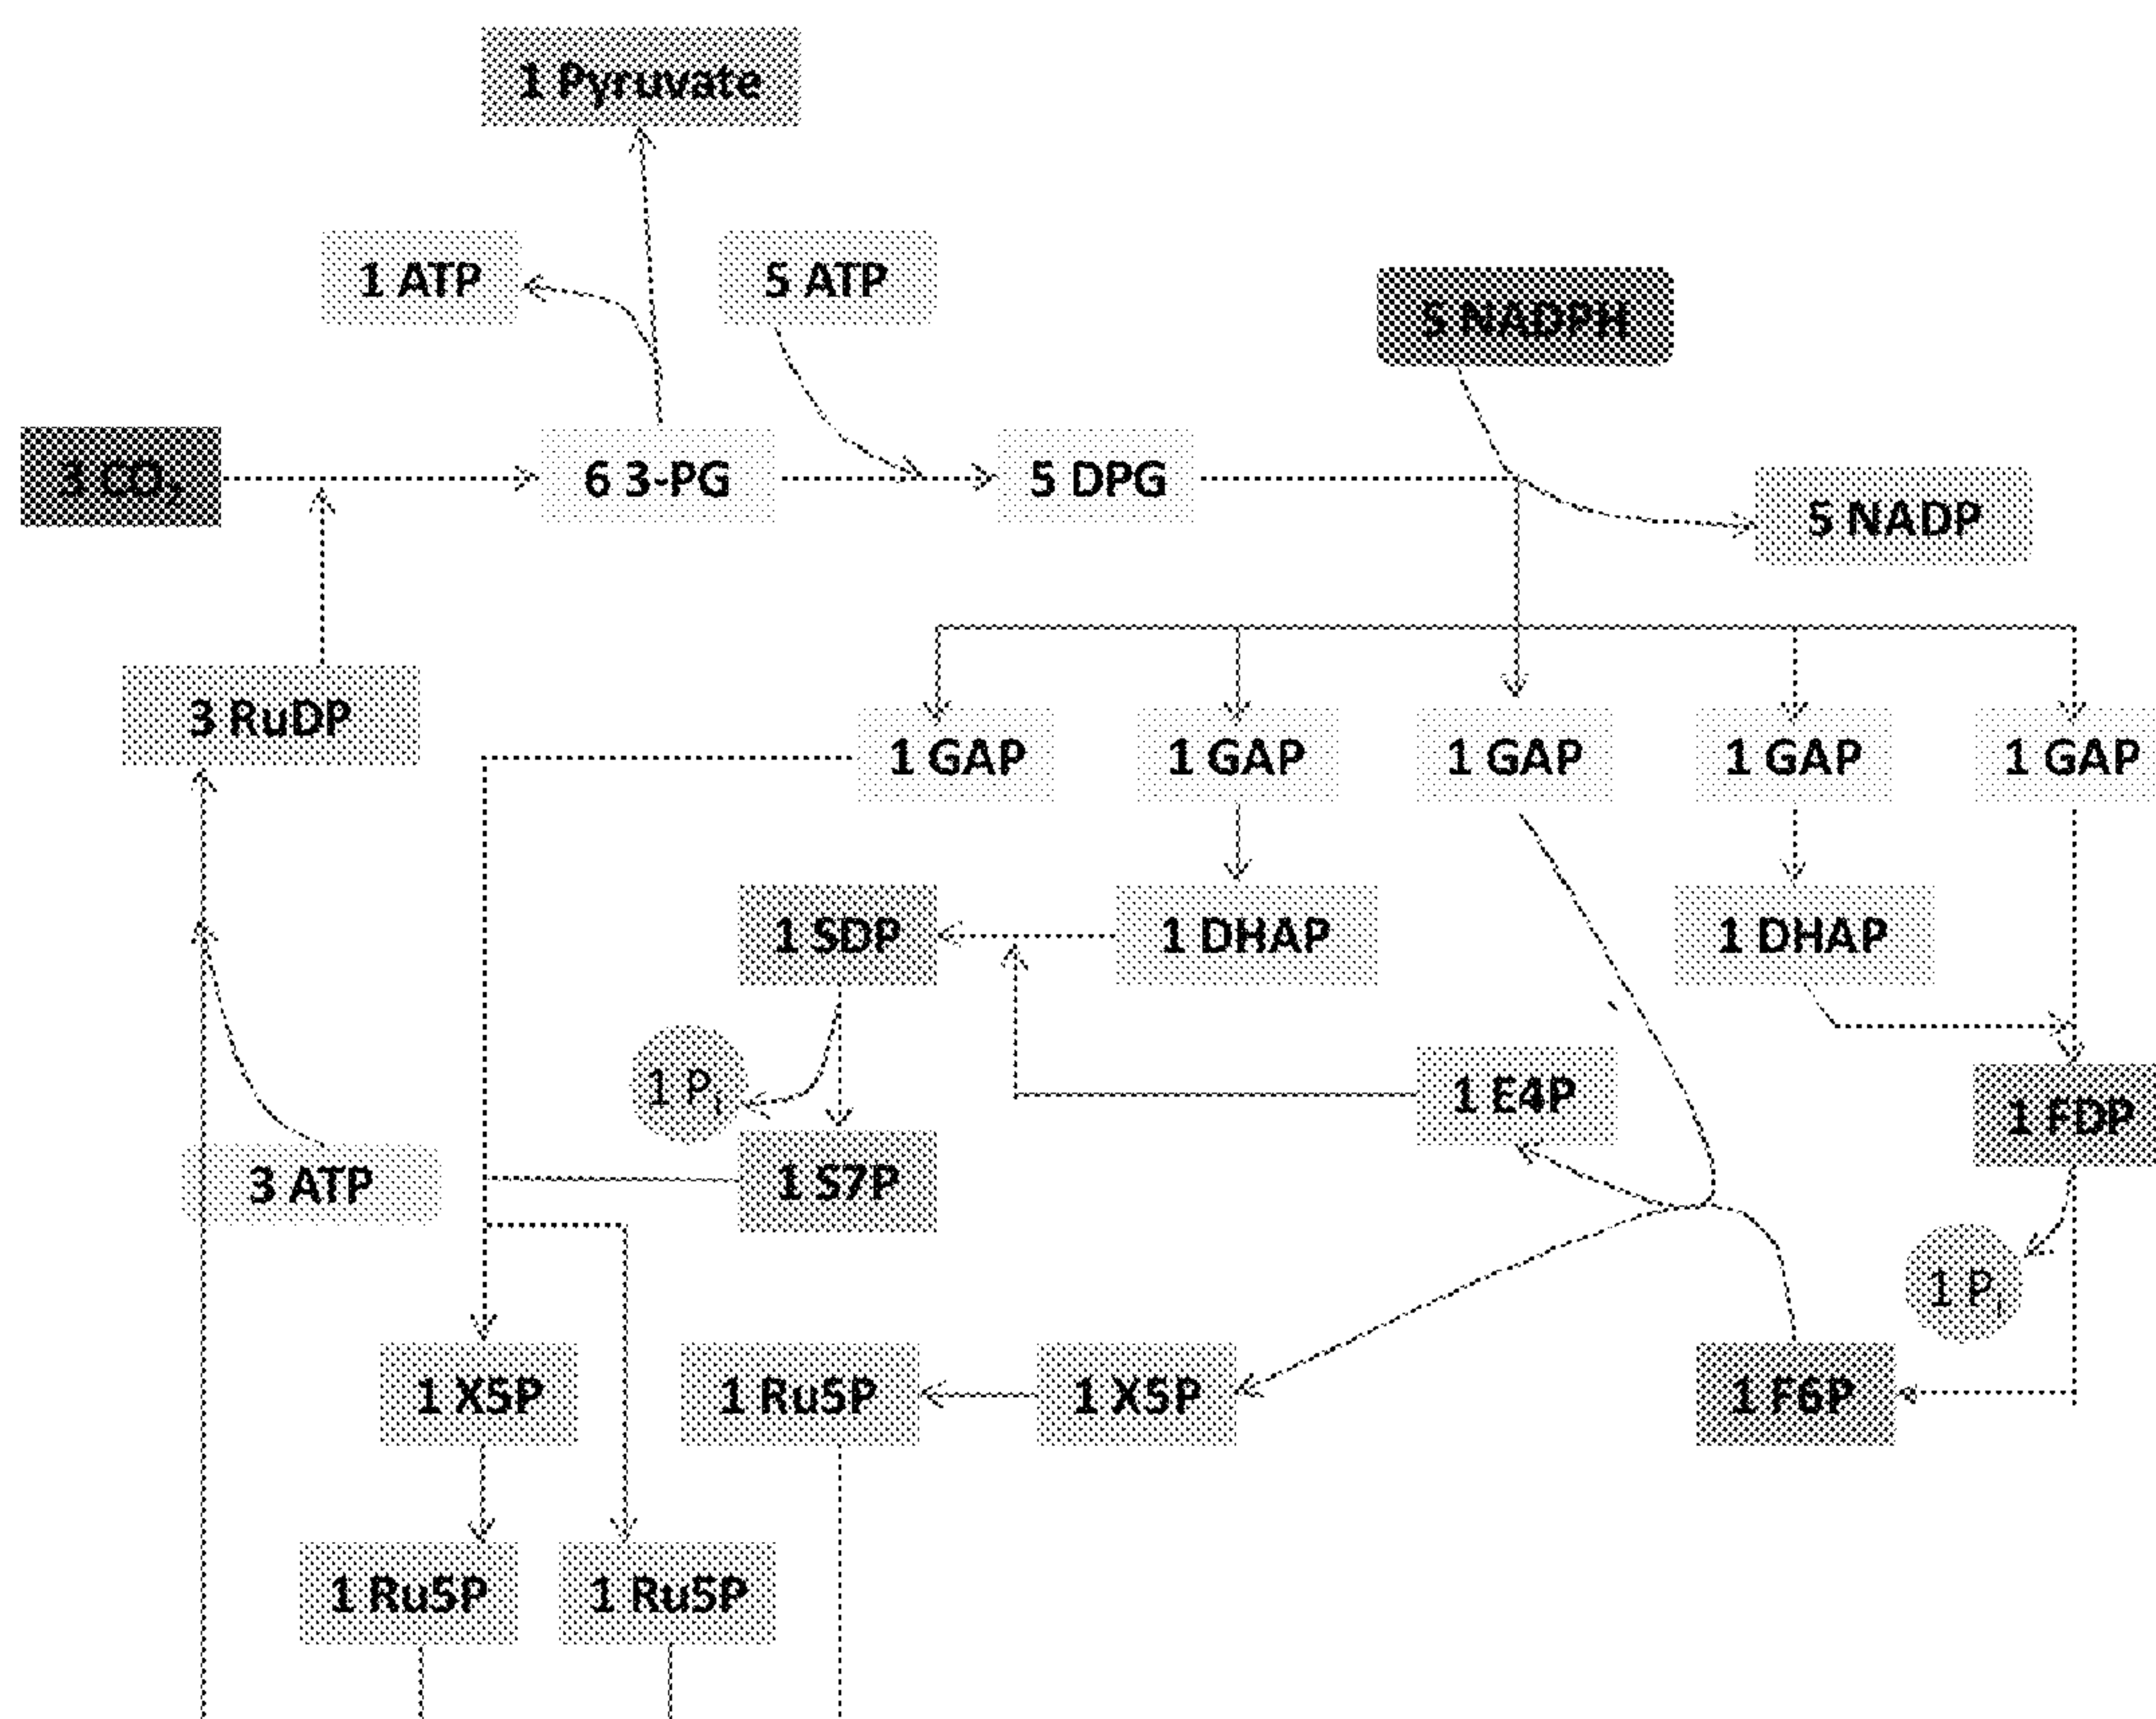 1 Pyruvate
1 ATP
5 ATP
5 NADPH
3 CO₂
6 3-PG
5 DPG
5 NADP
3 RuDP
1 GAP
1 GAP
1 GAP
1 GAP
1 GAP
1 SDP
1 DHAP
1 DHAP
1 Pᵢ
1 E4P
1 FDP
3 ATP
1 S7P
1 Pᵢ
1 X5P
1 Ru5P
1 X5P
1 F6P
1 Ru5P
1 Ru5P